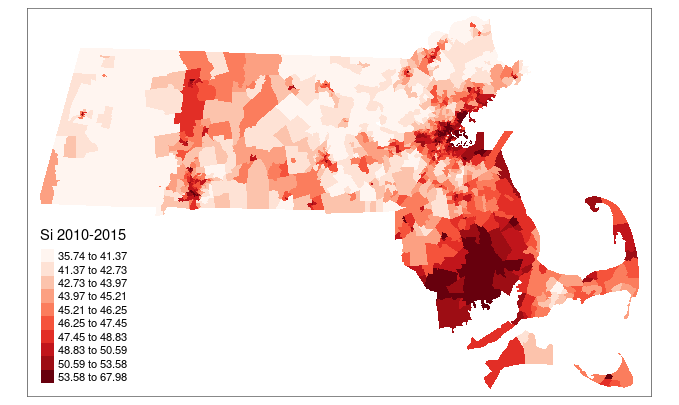 Si 2010-2015
35.74 to 41.37
41.37 to 42.73
42.73 to 43.97
43.97 to 45.21
45.21 to 46.25
46.25 to 47.45
47.45 to 48.83
48.83 to 50.59
50.59 to 53.58
53.58 to 67.98